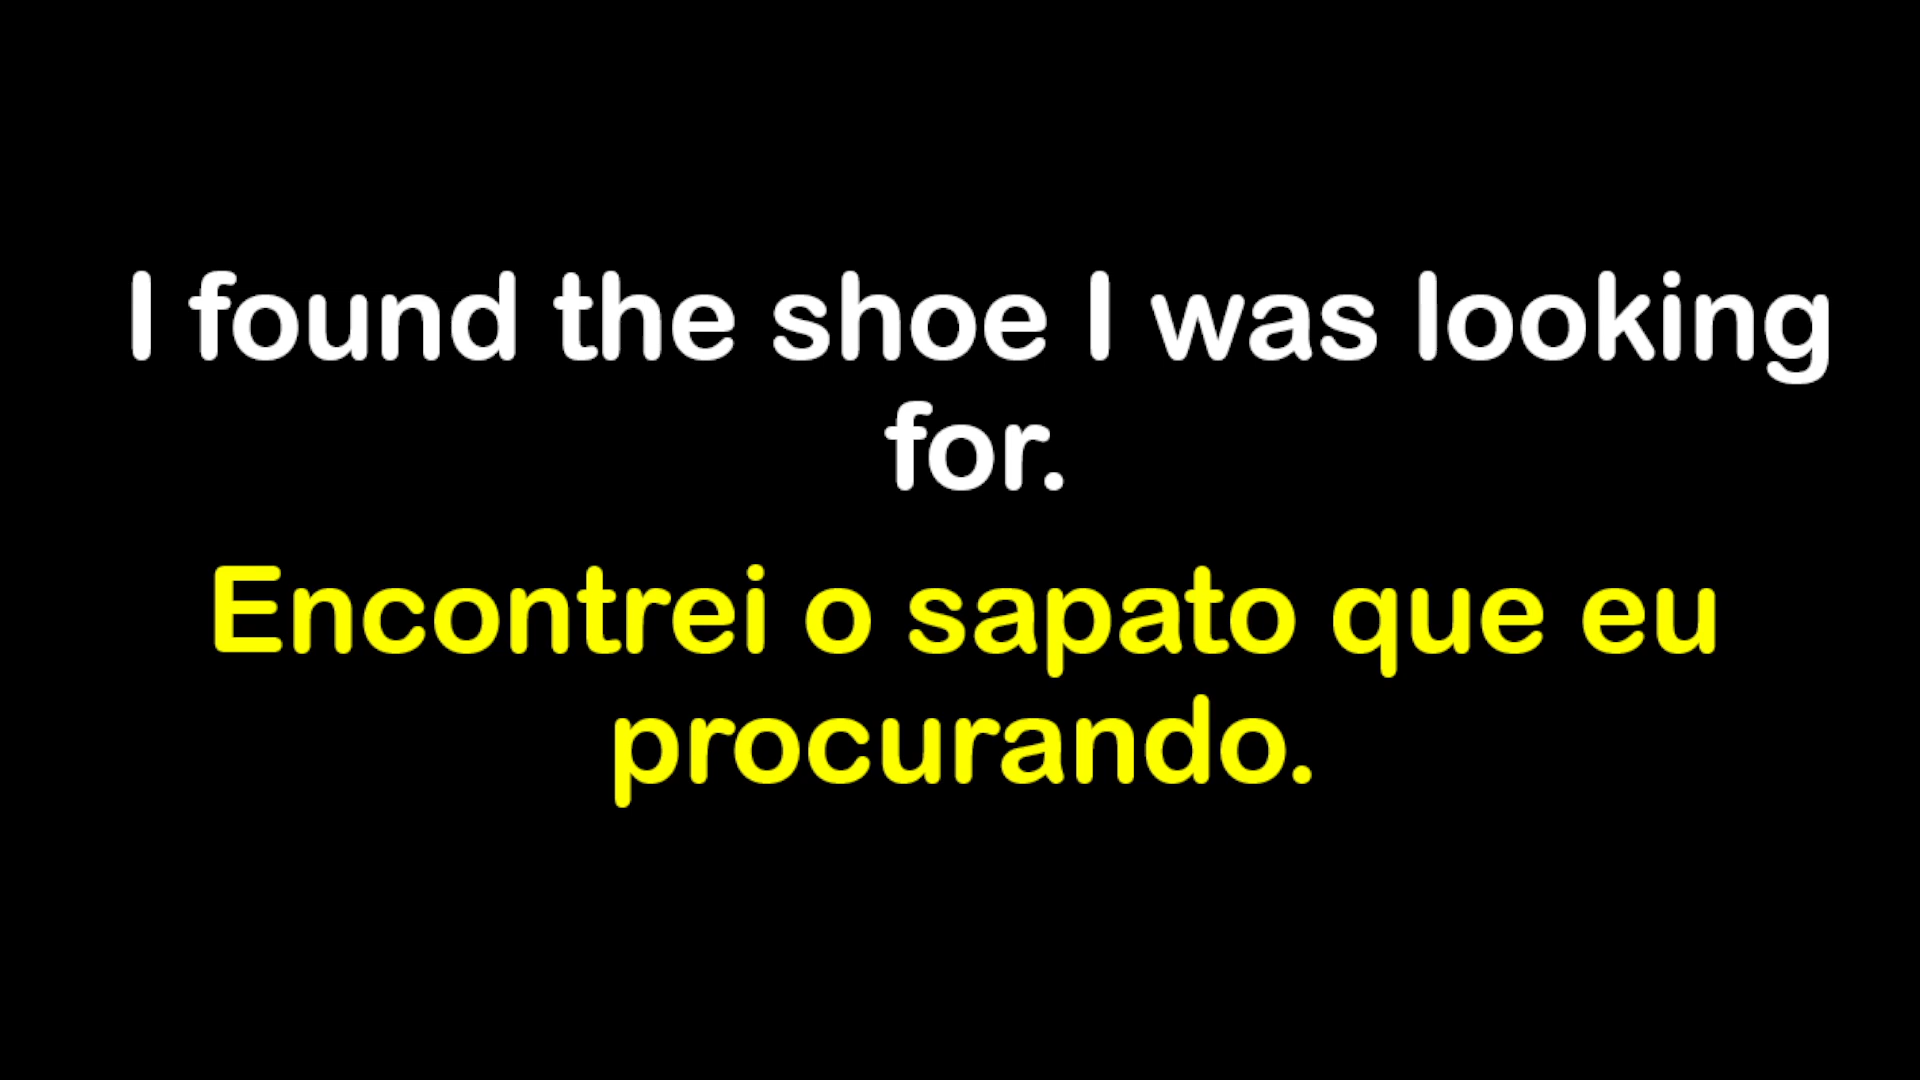 I found the shoe I was looking
for.
Encontrei o sapato que eu
procurando.